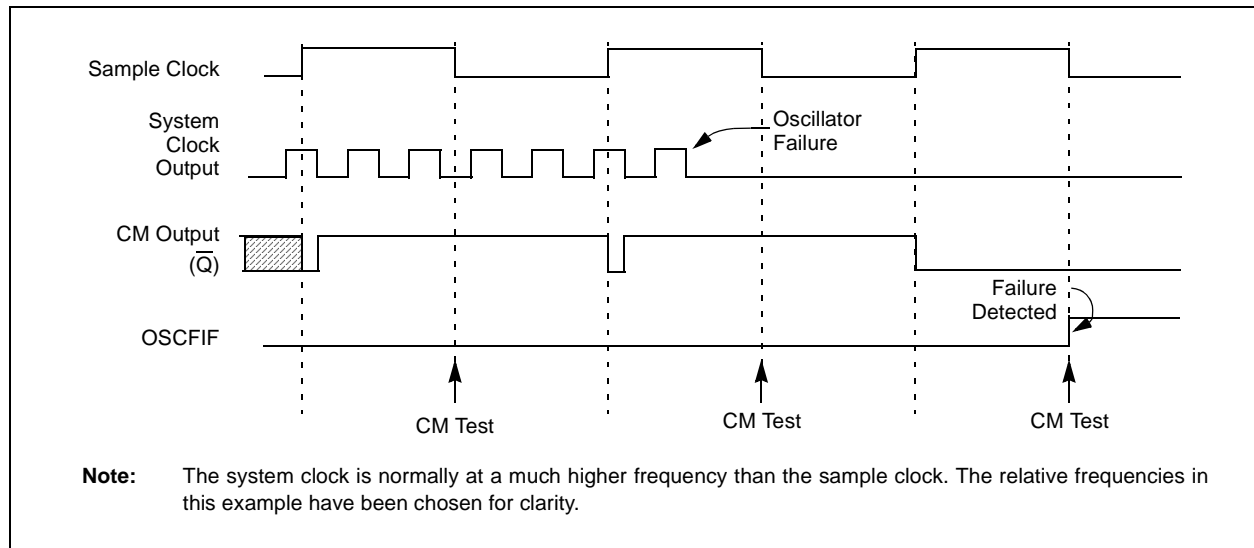 Sample Clock
System
Clock
Output
Oscillator
Failure
CM Output
(Q̅)
Failure
Detected
OSCFIF
CM Test
CM Test
CM Test
Note: The system clock is normally at a much higher frequency than the sample clock. The relative frequencies in
this example have been chosen for clarity.